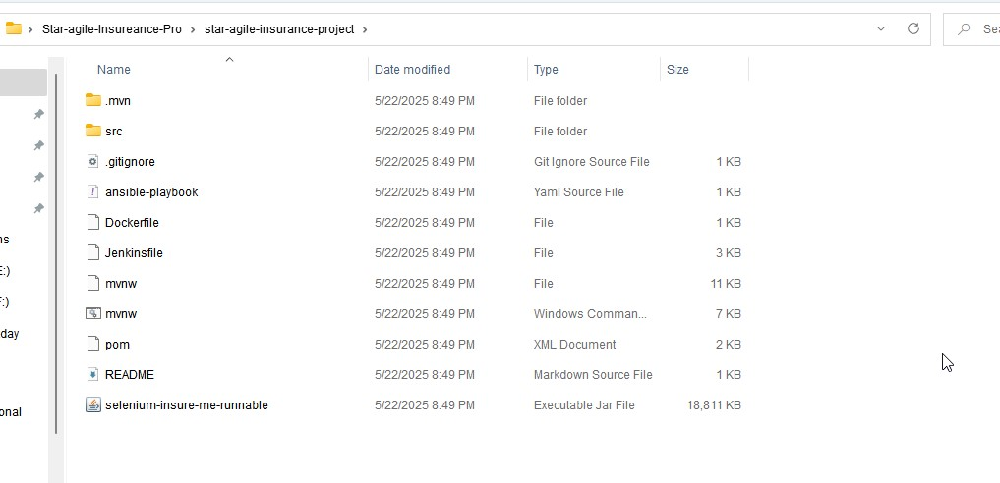 Star-agile-Insureance-Pro > star-agile-insurance-project >
Name Date modified Type Size
.mvn 5/22/2025 8:49 PM File folder
src 5/22/2025 8:49 PM File folder
.gitignore 5/22/2025 8:49 PM Git Ignore Source File 1 KB
ansible-playbook 5/22/2025 8:49 PM Yaml Source File 1 KB
Dockerfile 5/22/2025 8:49 PM File 1 KB
ns
Jenkinsfile 5/22/2025 8:49 PM File 3 KB
E:)
mvnw 5/22/2025 8:49 PM File 11 KB
F:)
mvnw 5/22/2025 8:49 PM Windows Comman... 7 KB
day
pom 5/22/2025 8:49 PM XML Document 2 KB
README 5/22/2025 8:49 PM Markdown Source File 1 KB
selenium-insure-me-runnable 5/22/2025 8:49 PM Executable Jar File 18,811 KB
onal